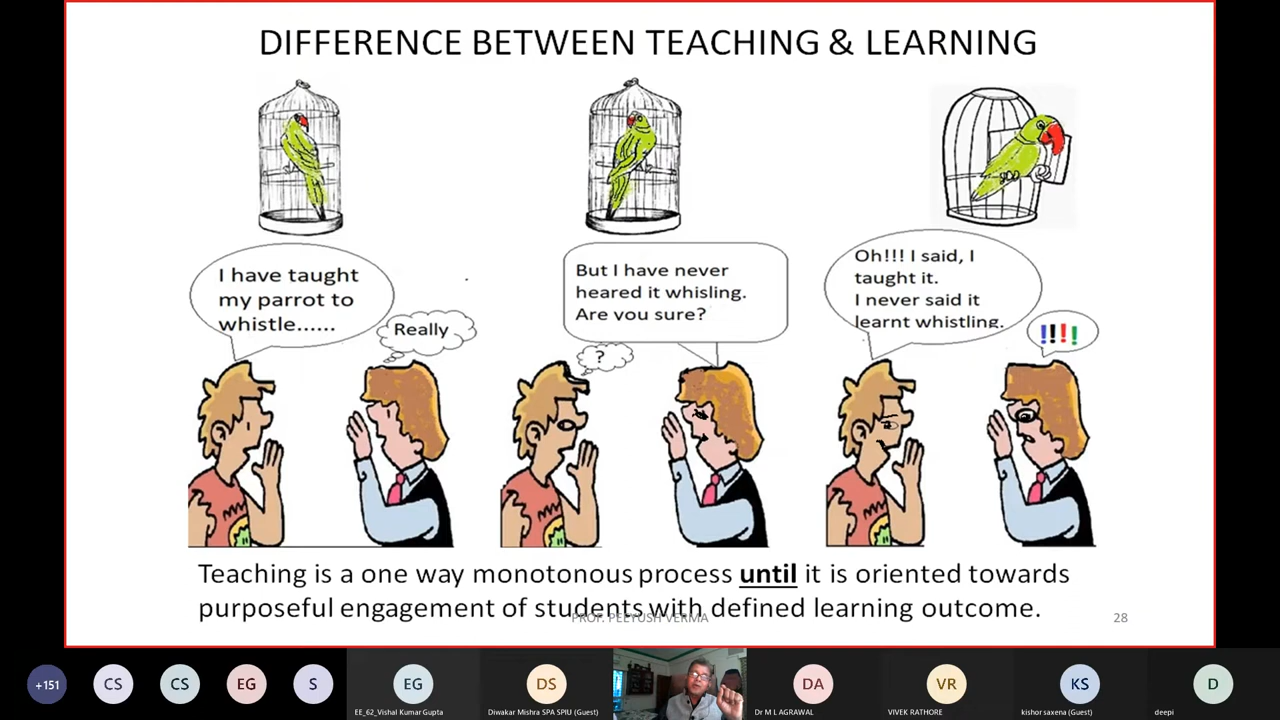 DIFFERENCE BETWEEN TEACHING & LEARNING
I have taught
my parrot to
whistle......
Really
?
But I have never
heared it whisling.
Are you sure?
Oh!!! I said, I
taught it.
I never said it
learnt whistling.
!!!!
Teaching is a one way monotonous process until it is oriented towards
purposeful engagement of students with defined learning outcome.
PROF. PEEYUSH VERMA
28
+151
CS
CS
EG
S
EG
EE_62_Vishal Kumar Gupta
DS
Diwakar Mishra SPA SPIU (Guest)
DA
Dr M L AGRAWAL
VR
VIVEK RATHORE
KS
kishor saxena (Guest)
D
deepi